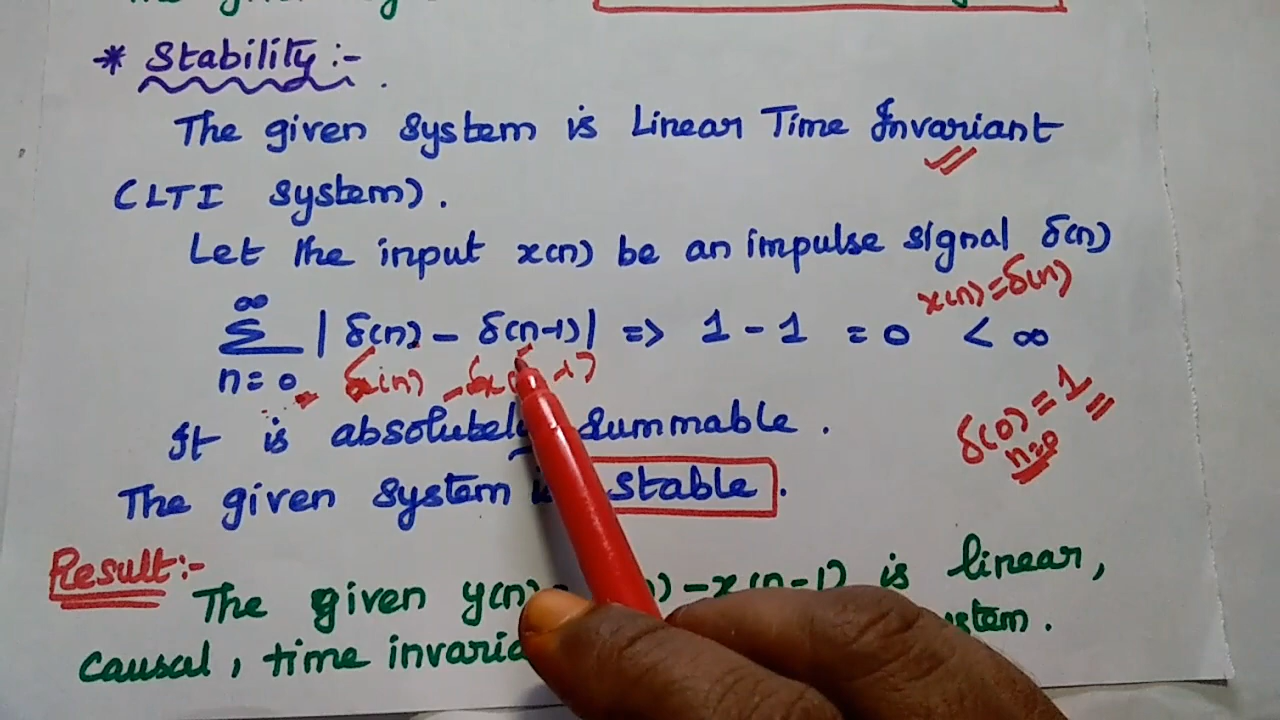 * Stability :-
The given system is Linear Time Invariant
(LTI system).
Let the input x(n) be an impulse signal δ(n)
x(n)=δ(n)
∞
Σ | δ(n) - δ(n-1)| => 1 - 1 = 0 < ∞
n=0
δ(0) = 1
n=0
It is absolutely summable.
The given system is stable.
Result:-
The given y(n) -x(n-1) is linear,
causal, time